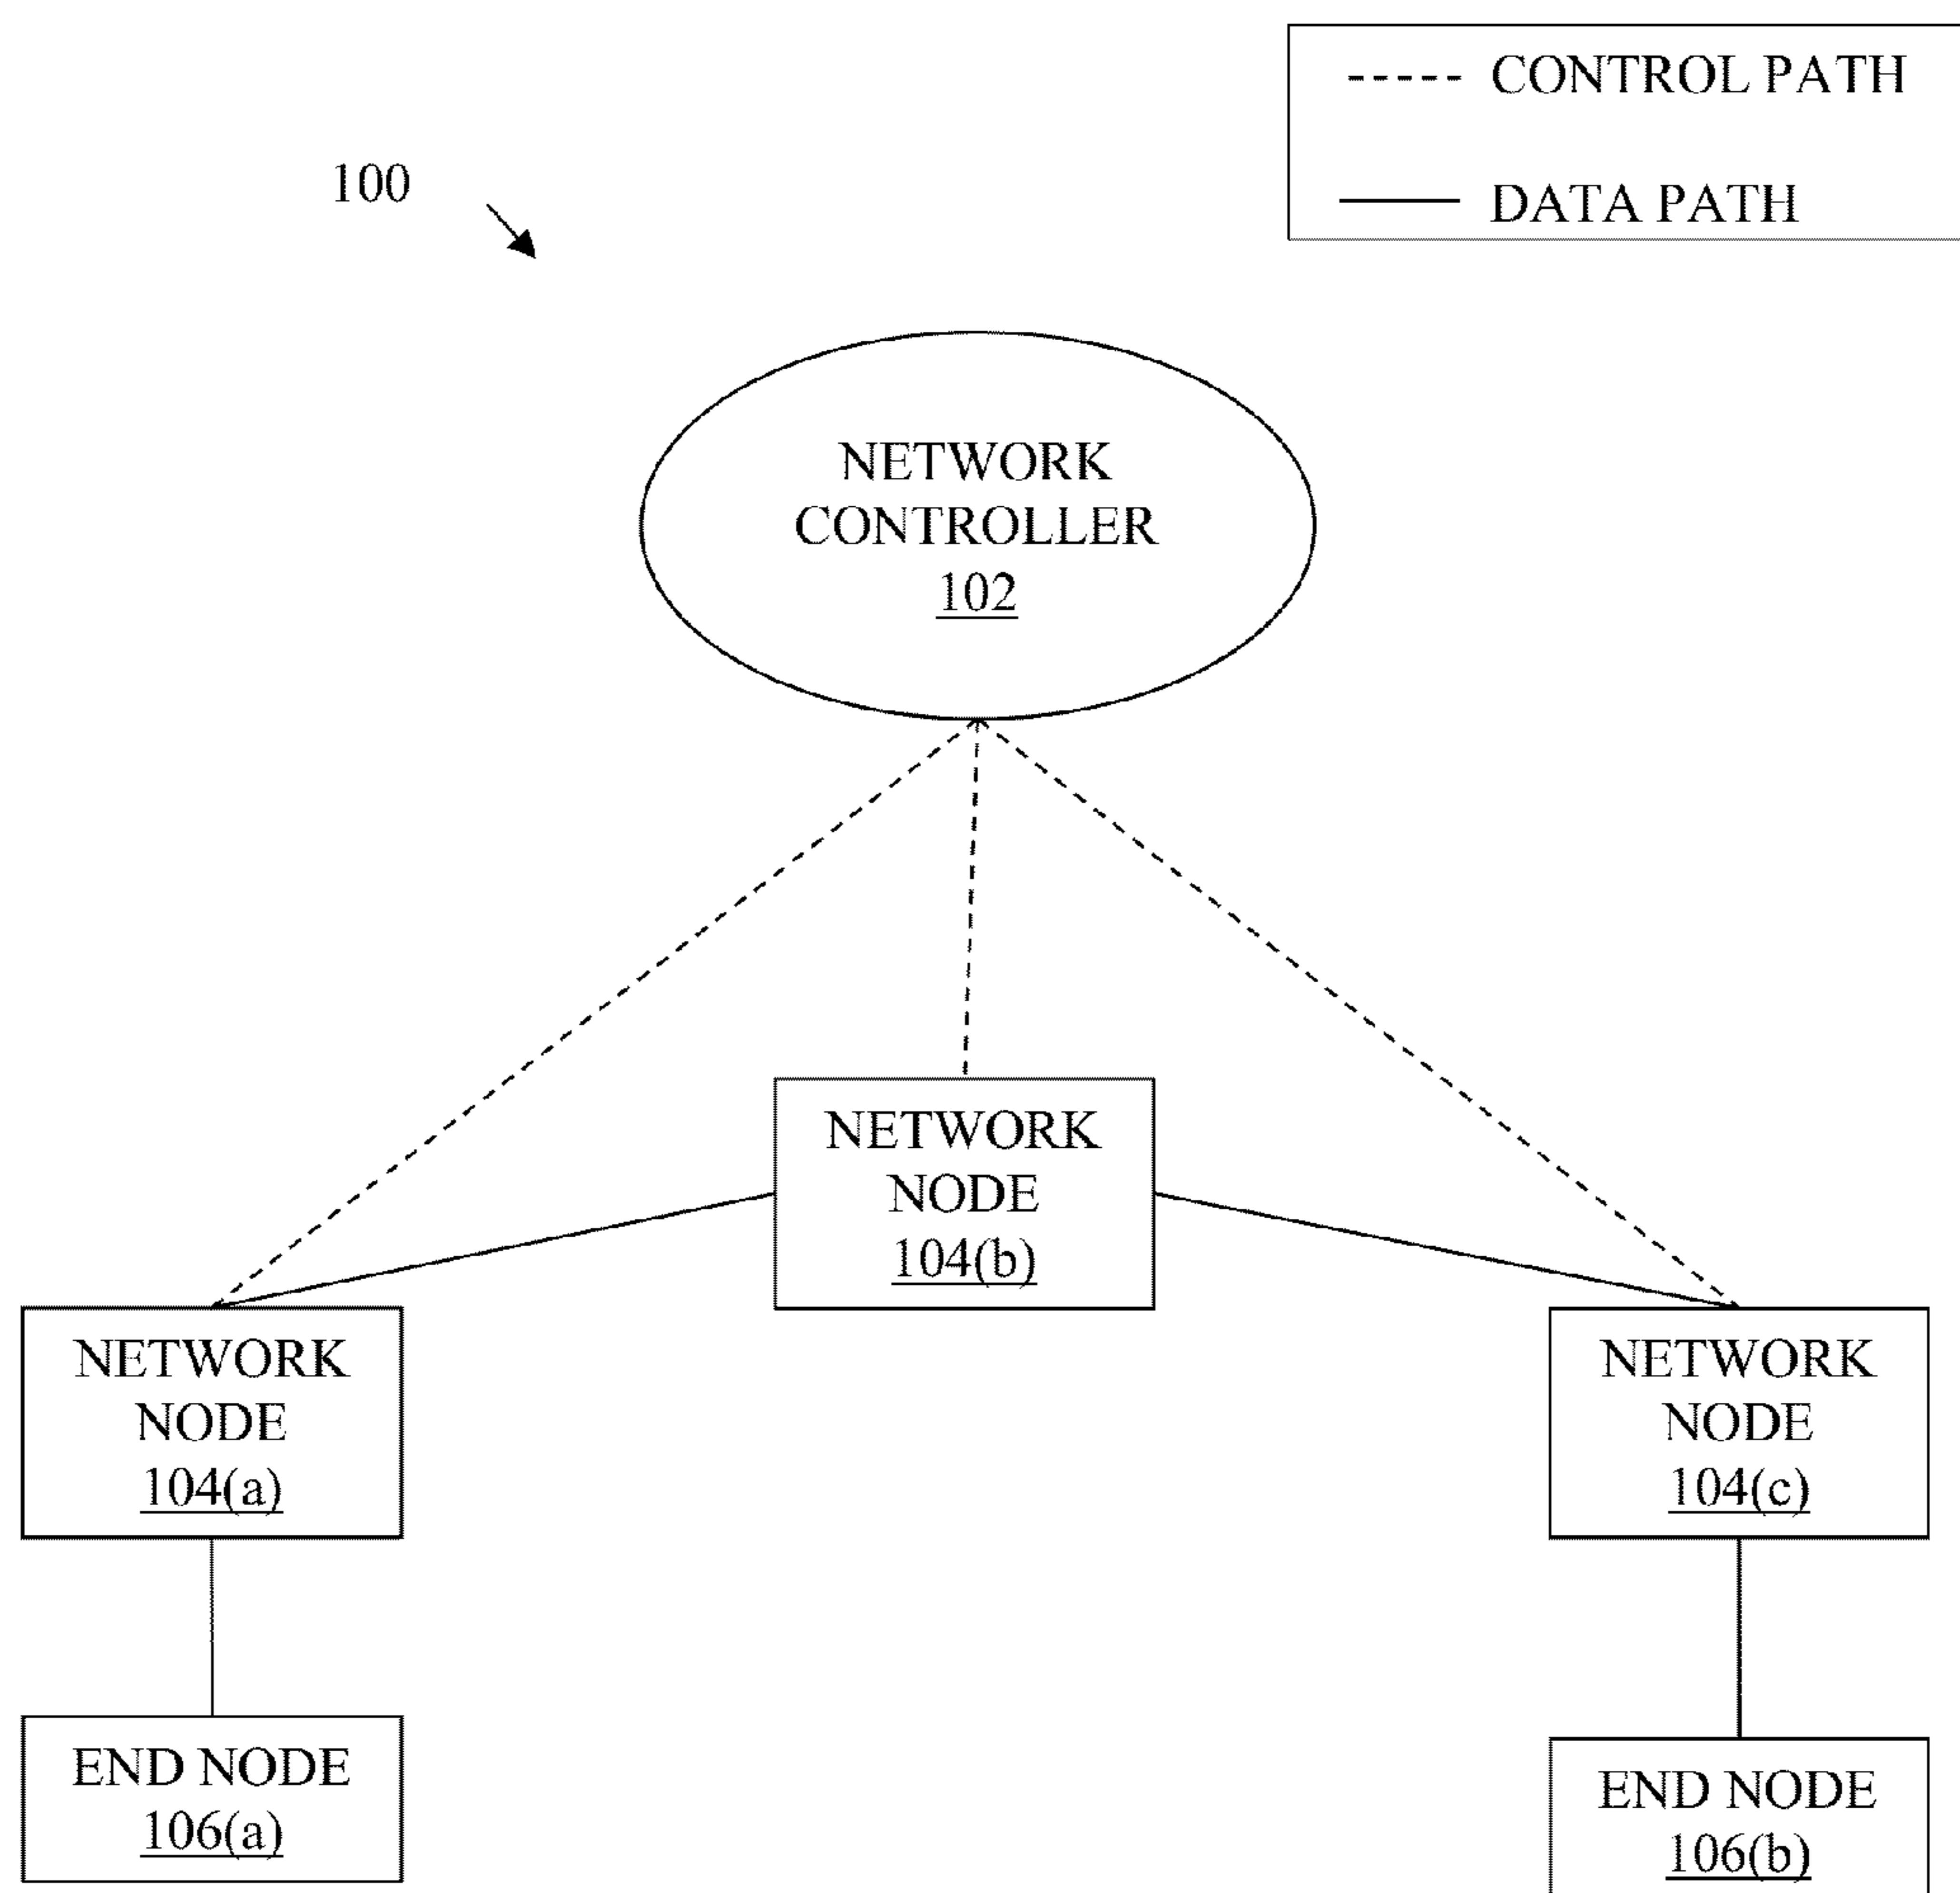 CONTROL PATH
DATA PATH
100
NETWORK
CONTROLLER
102
NETWORK
NODE
104(b)
NETWORK
NODE
104(a)
NETWORK
NODE
104(c)
END NODE
106(a)
END NODE
106(b)